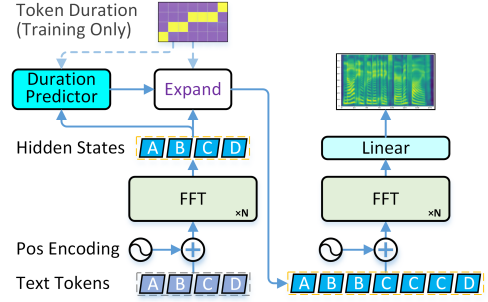 Token Duration
(Training Only)
Duration
Predictor
Expand
Hidden States
A B C D
FFT
×N
Pos Encoding
Text Tokens
A B C D
Linear
FFT
×N
A B B C C C D